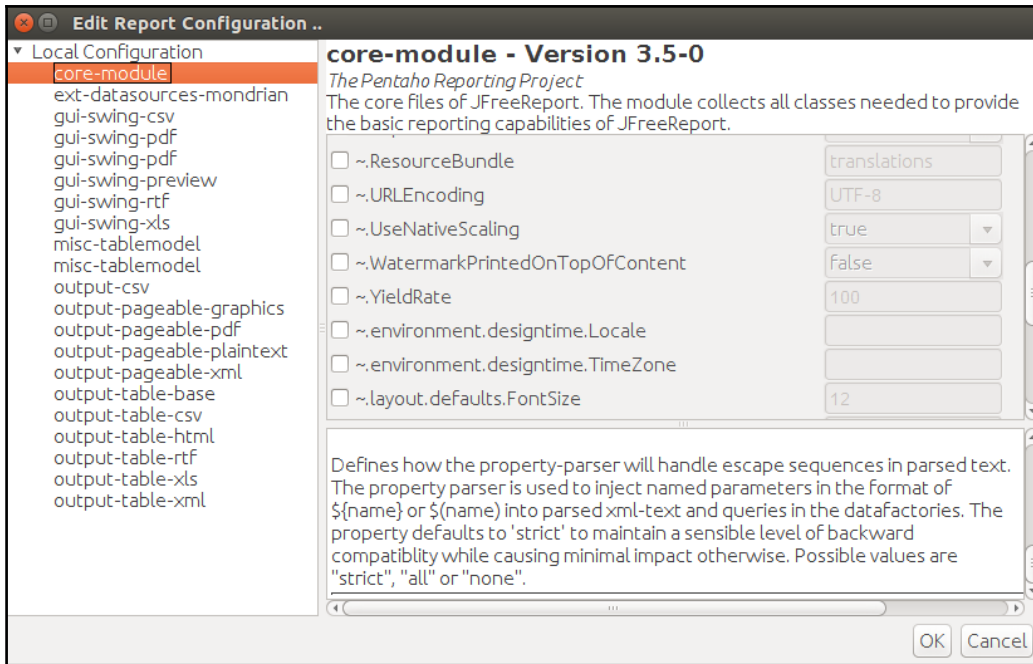 Edit Report Configuration ..
Local Configuration
core-module
ext-datasources-mondrian
gui-swing-csv
gui-swing-pdf
gui-swing-pdf
gui-swing-preview
gui-swing-rtf
gui-swing-xls
misc-tablemodel
misc-tablemodel
output-csv
output-pageable-graphics
output-pageable-pdf
output-pageable-plaintext
output-pageable-xml
output-table-base
output-table-csv
output-table-html
output-table-rtf
output-table-xls
output-table-xml
core-module - Version 3.5-0
The Pentaho Reporting Project
The core files of JFreeReport. The module collects all classes needed to provide
the basic reporting capabilities of JFreeReport.
~.ResourceBundle translations
~.URLEncoding UTF-8
~.UseNativeScaling true
~.WatermarkPrintedOnTopOfContent false
~.YieldRate 100
~.environment.designtime.Locale
~.environment.designtime.TimeZone
~.layout.defaults.FontSize 12
Defines how the property-parser will handle escape sequences in parsed text.
The property parser is used to inject named parameters in the format of
${name} or $(name) into parsed xml-text and queries in the datafactories. The
property defaults to 'strict' to maintain a sensible level of backward
compatiblity while causing minimal impact otherwise. Possible values are
"strict", "all" or "none".
OK Cancel